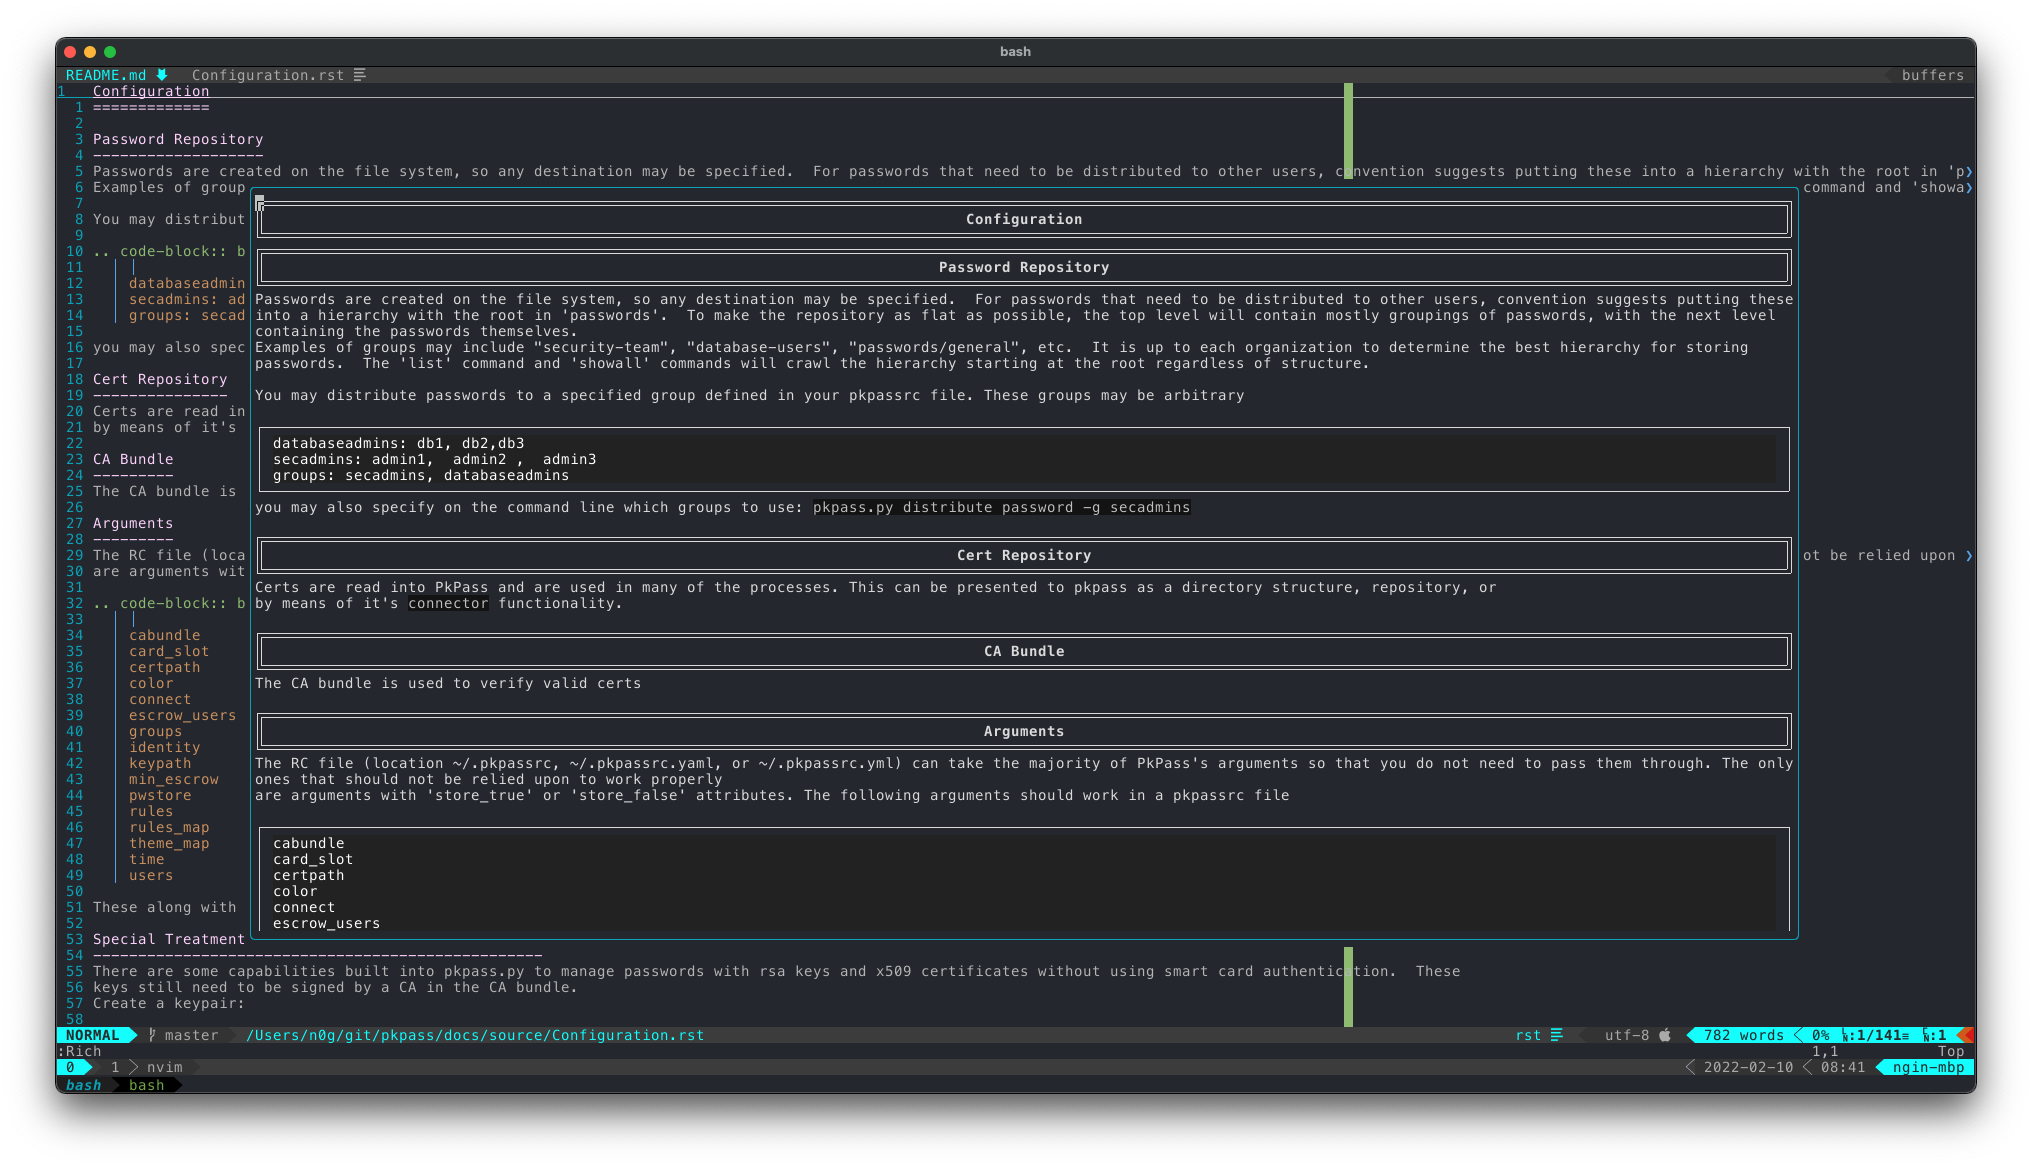 bash
README.md Configuration.rst buffers
1 Configuration
1 =============
2
3 Password Repository
4 -------------------
5 Passwords are created on the file system, so any destination may be specified.  For passwords that need to be distributed to other users, convention suggests putting these into a hierarchy with the root in 'p❯
6 Examples of group command and 'showa❯
7
8 You may distribut
9
10 .. code-block:: b
11
12 databaseadmin
13 secadmins: ad
14 groups: secad
15
16 you may also spec
17
18 Cert Repository
19 ---------------
20 Certs are read in
21 by means of it's
22
23 CA Bundle
24 ---------
25 The CA bundle is
26
27 Arguments
28 ---------
29 The RC file (loca ot be relied upon ❯
30 are arguments wit
31
32 .. code-block:: b
33
34 cabundle
35 card_slot
36 certpath
37 color
38 connect
39 escrow_users
40 groups
41 identity
42 keypath
43 min_escrow
44 pwstore
45 rules
46 rules_map
47 theme_map
48 time
49 users
50
51 These along with
52
53 Special Treatment
54 --------------------------------------------------
55 There are some capabilities built into pkpass.py to manage passwords with rsa keys and x509 certificates without using smart card authentication.  These
56 keys still need to be signed by a CA in the CA bundle.
57 Create a keypair:
58
Configuration
Password Repository
Passwords are created on the file system, so any destination may be specified.  For passwords that need to be distributed to other users, convention suggests putting these
into a hierarchy with the root in 'passwords'.  To make the repository as flat as possible, the top level will contain mostly groupings of passwords, with the next level
containing the passwords themselves.
Examples of groups may include "security-team", "database-users", "passwords/general", etc.  It is up to each organization to determine the best hierarchy for storing
passwords.  The 'list' command and 'showall' commands will crawl the hierarchy starting at the root regardless of structure.
You may distribute passwords to a specified group defined in your pkpassrc file. These groups may be arbitrary
databaseadmins: db1, db2,db3
secadmins: admin1,  admin2 ,  admin3
groups: secadmins, databaseadmins
you may also specify on the command line which groups to use: pkpass.py distribute password -g secadmins
Cert Repository
Certs are read into PkPass and are used in many of the processes. This can be presented to pkpass as a directory structure, repository, or
by means of it's connector functionality.
CA Bundle
The CA bundle is used to verify valid certs
Arguments
The RC file (location ~/.pkpassrc, ~/.pkpassrc.yaml, or ~/.pkpassrc.yml) can take the majority of PkPass's arguments so that you do not need to pass them through. The only
ones that should not be relied upon to work properly
are arguments with 'store_true' or 'store_false' attributes. The following arguments should work in a pkpassrc file
cabundle
card_slot
certpath
color
connect
escrow_users
NORMAL master /Users/n0g/git/pkpass/docs/source/Configuration.rst rst utf-8 782 words 0% :1/141≡ :1
:Rich 1,1 Top
0 1 nvim 2022-02-10 08:41 ngin-mbp
bash bash